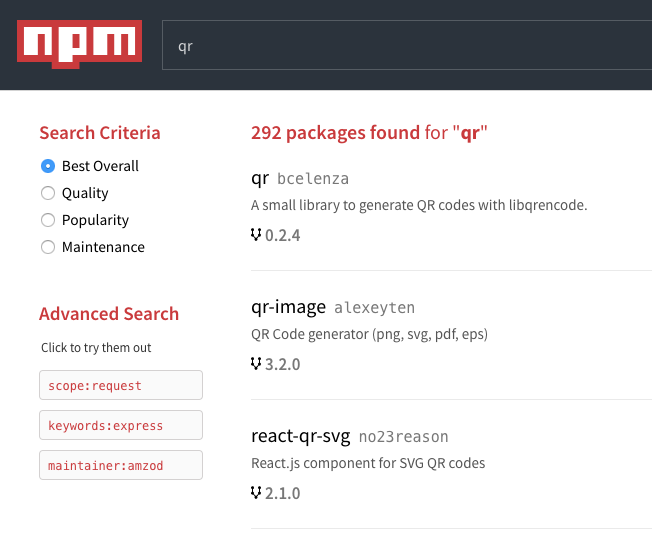 npm
qr
Search Criteria
Best Overall
Quality
Popularity
Maintenance
Advanced Search
Click to try them out
scope:request
keywords:express
maintainer:amzod
292 packages found for "qr"
qr bcelenza
A small library to generate QR codes with libqrencode.
0.2.4
qr-image alexeyten
QR Code generator (png, svg, pdf, eps)
3.2.0
react-qr-svg no23reason
React.js component for SVG QR codes
2.1.0